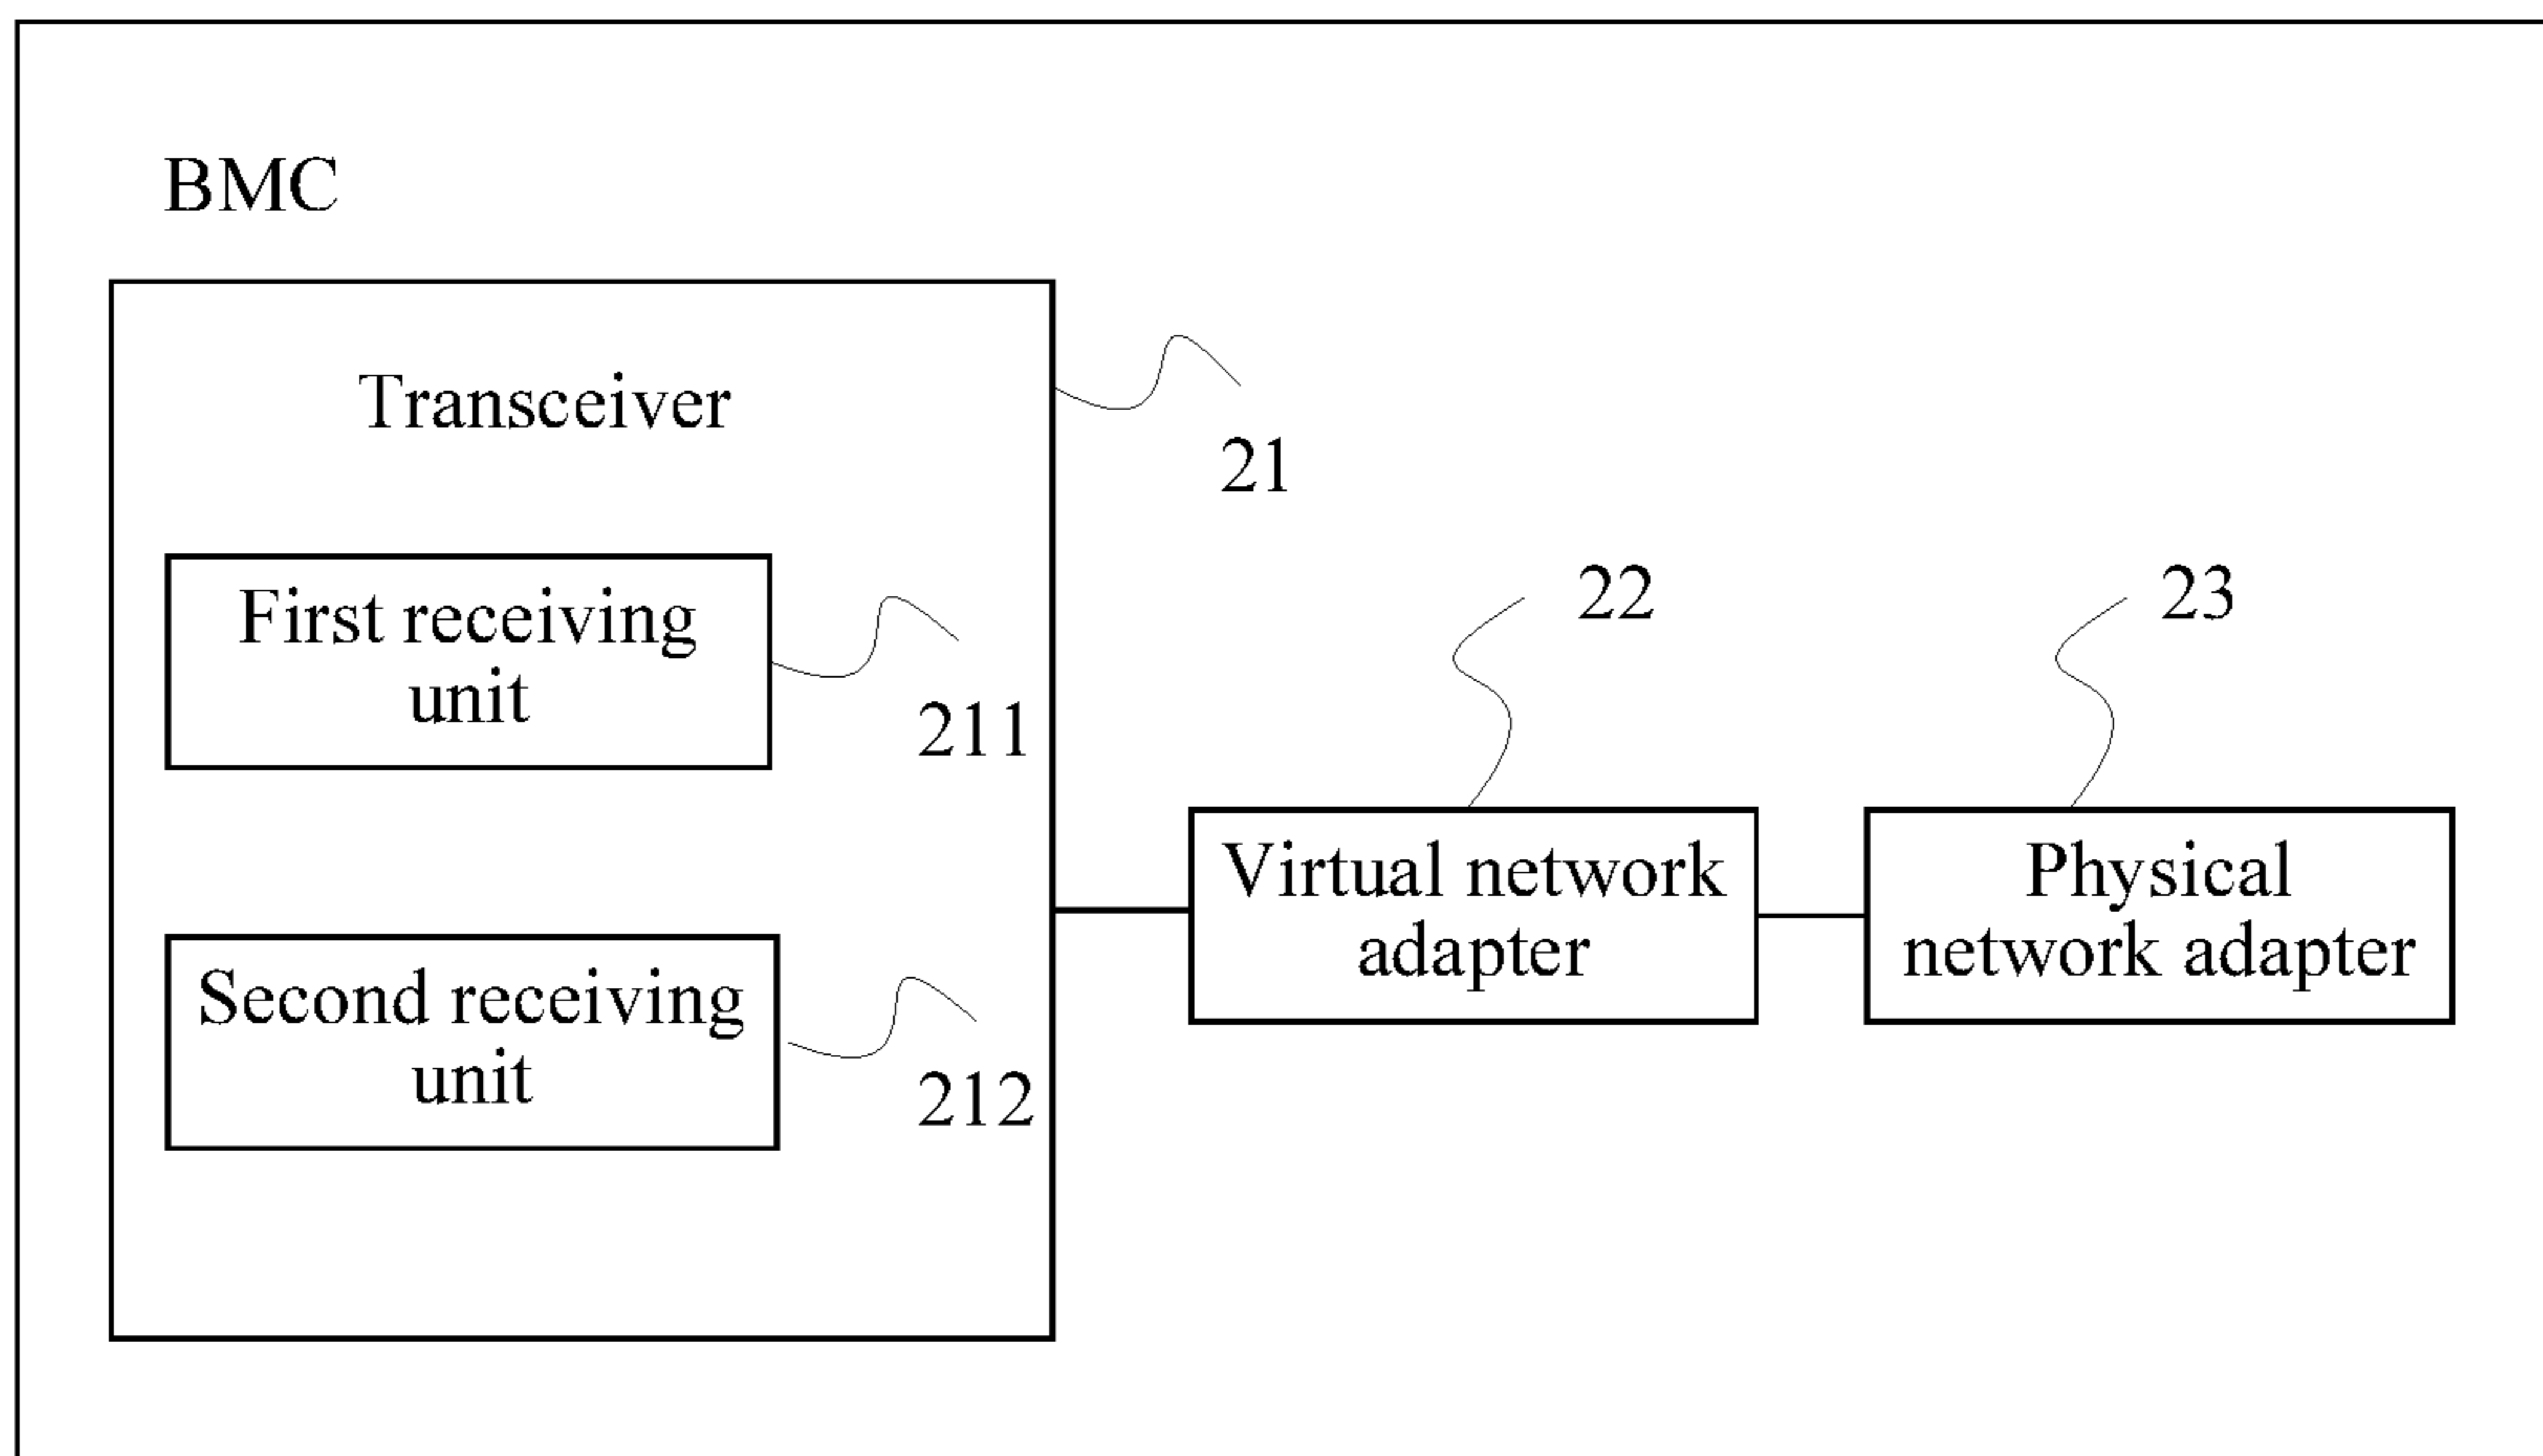 BMC
Transceiver
21
First receiving
unit
211
22
23
Virtual network
adapter
Physical
network adapter
Second receiving
unit
212